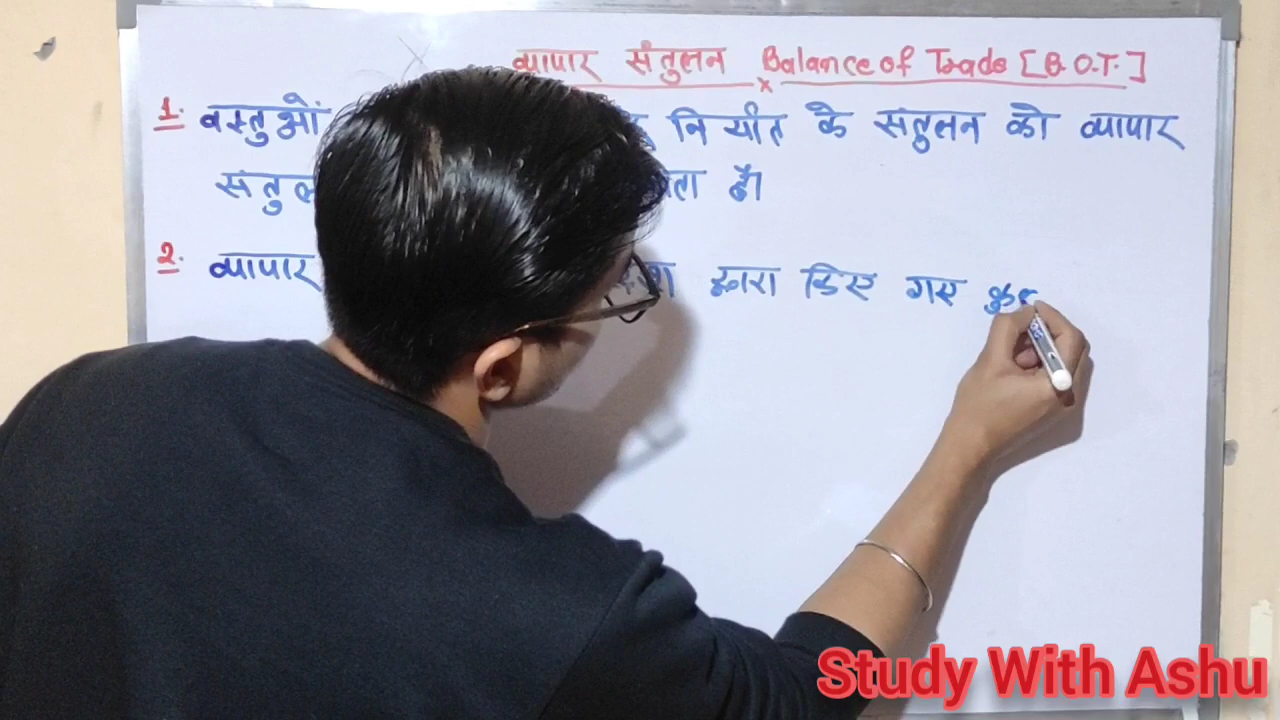 व्यापार संतुलन Balance of Trade [B.O.T.]
1. वस्तुओं निर्यात के संतुलन को व्यापार
है।
2. व्यापार द्वारा किए गए
Study With Ashu